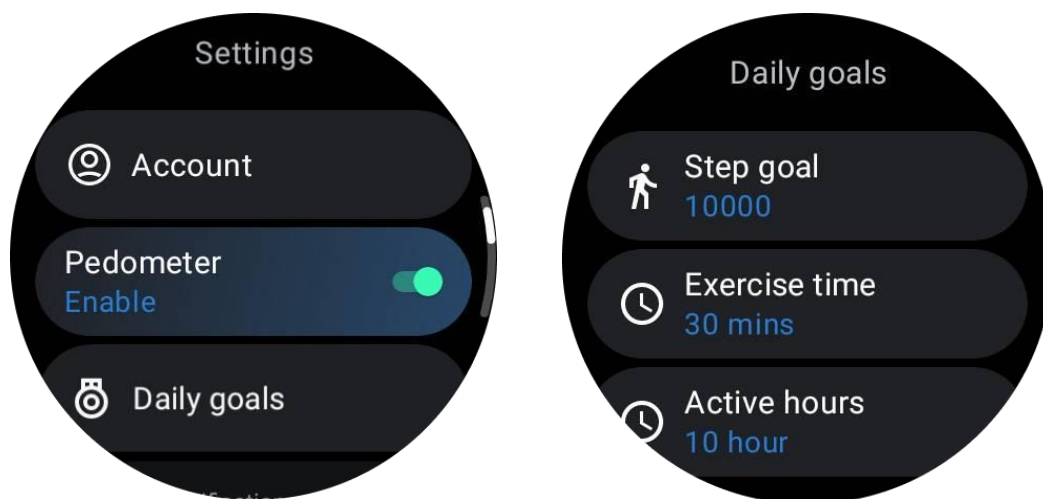 Settings
Account
Pedometer
Enable
Daily goals
Daily goals
Step goal
10000
Exercise time
30 mins
Active hours
10 hour